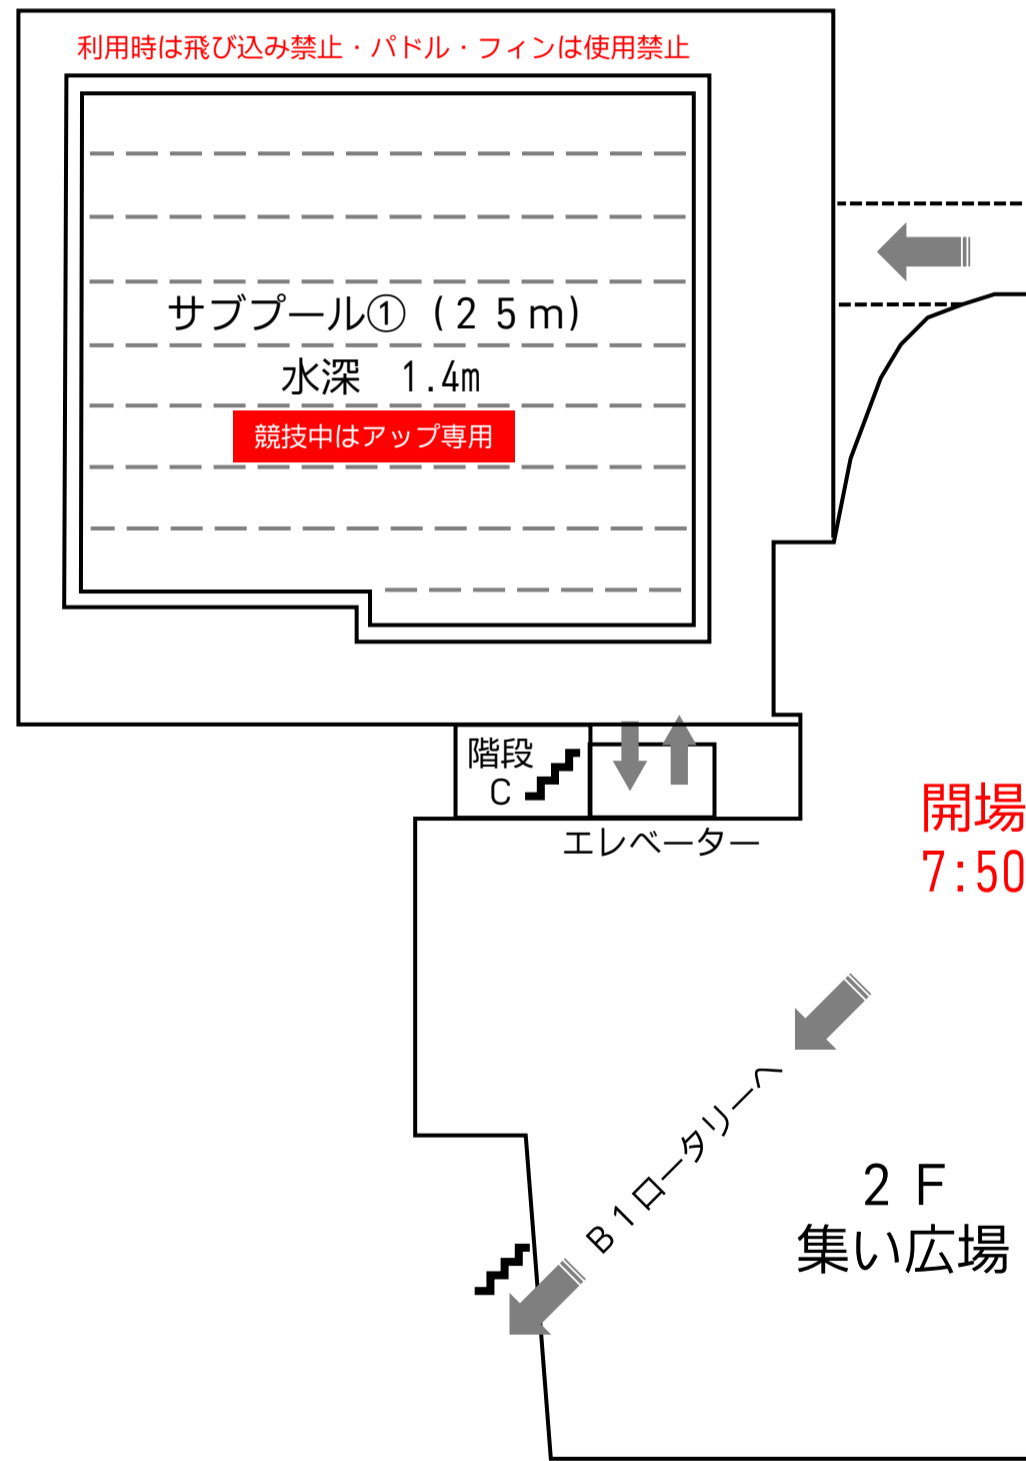 利用時は飛び込み禁止・パドル・フィンは使用禁止
サブプール① (２５m)
水深　1.4m
競技中はアップ専用
階段
C
エレベーター
開場
7:50
B１ロータリーへ
２F
集い広場